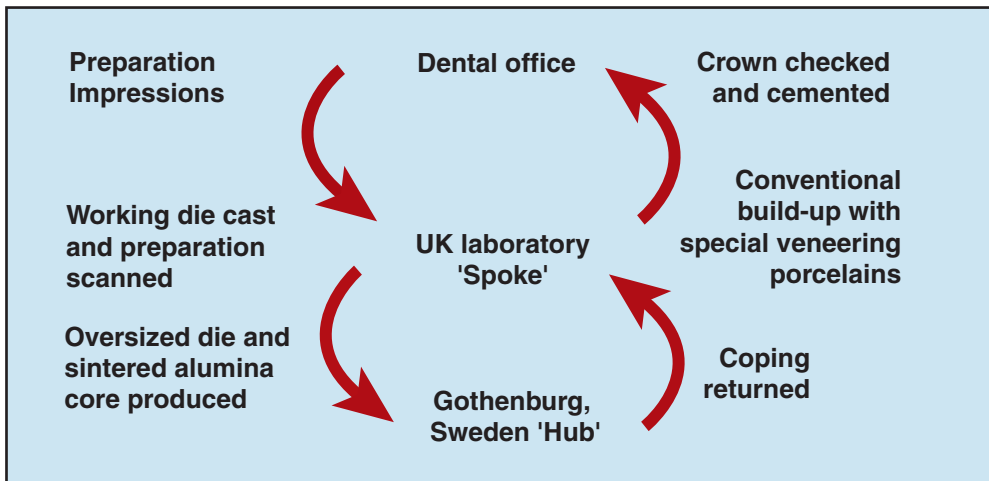 Preparation
Impressions
Dental office
Crown checked
and cemented
Working die cast
and preparation
scanned
UK laboratory
'Spoke'
Conventional
build-up with
special veneering
porcelains
Oversized die and
sintered alumina
core produced
Gothenburg,
Sweden 'Hub'
Coping
returned